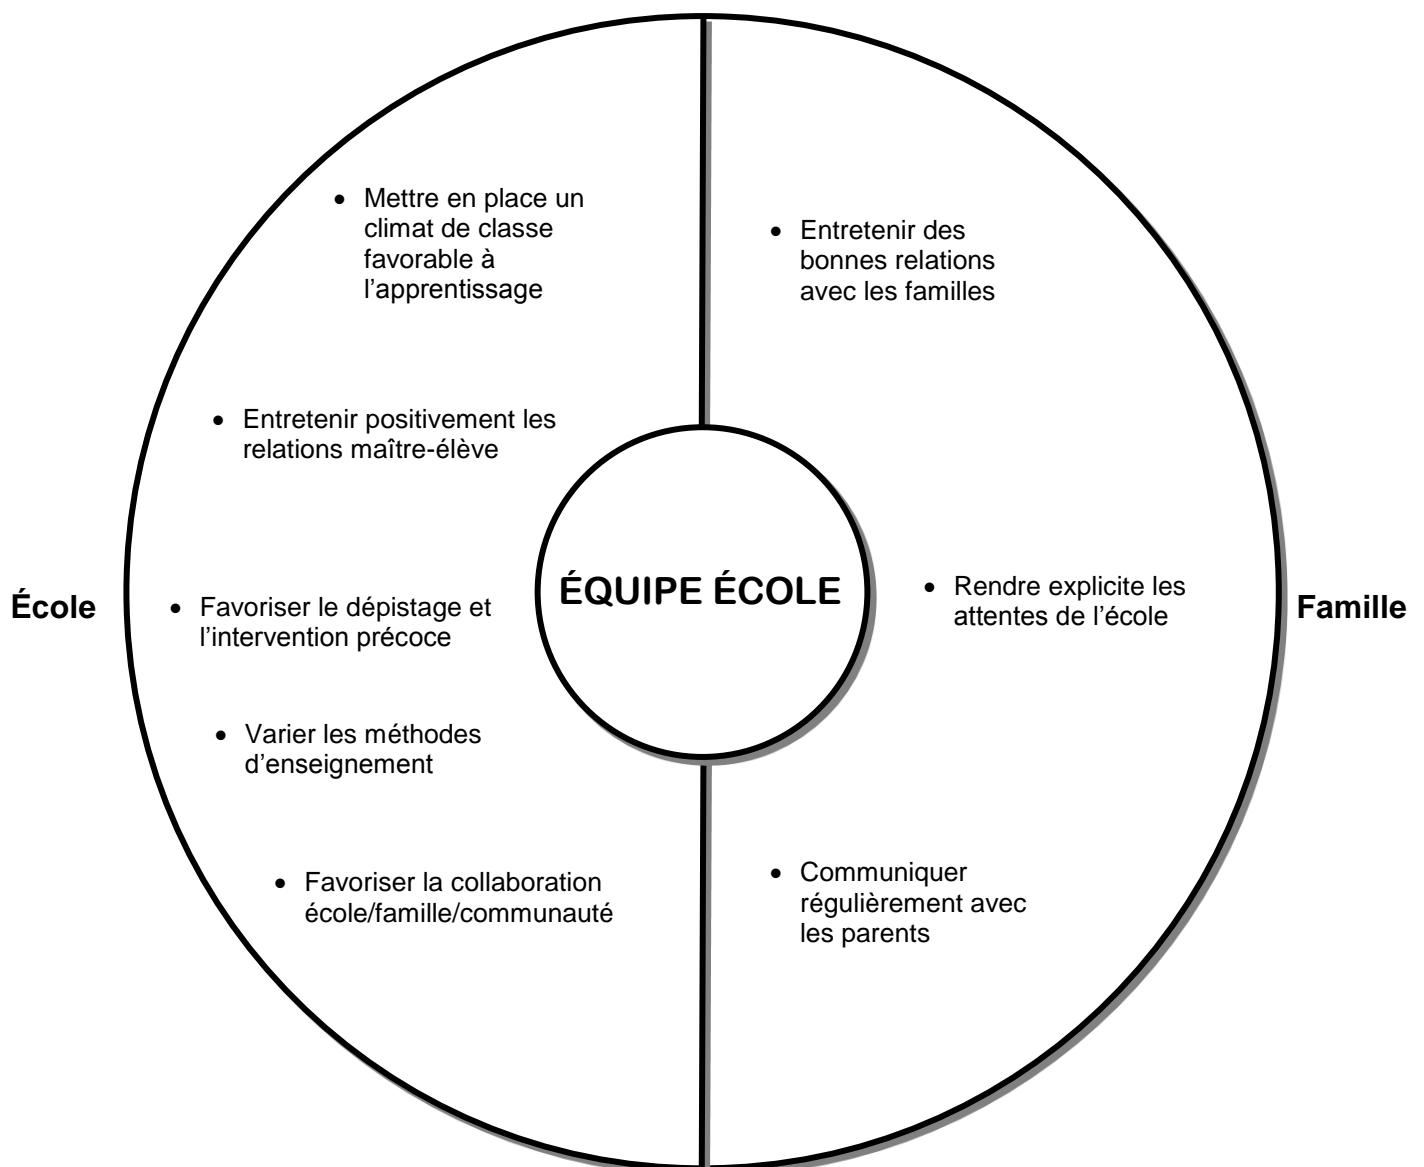 • Mettre en place un
climat de classe
favorable à
l’apprentissage
• Entretenir positivement les
relations maître-élève
École
• Favoriser le dépistage et
l’intervention précoce
• Varier les méthodes
d’enseignement
• Favoriser la collaboration
école/famille/communauté
ÉQUIPE ÉCOLE
• Entretenir des
bonnes relations
avec les familles
• Rendre explicite les
attentes de l’école
Famille
• Communiquer
régulièrement avec
les parents